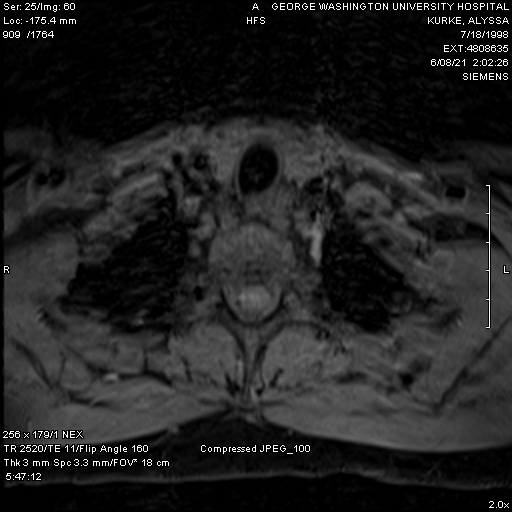 Ser: 25/Img: 60
Loc: -175.4 mm
909 /1764
A
HFS
GEORGE WASHINGTON UNIVERSITY HOSPITAL
KURKE, ALYSSA
7/18/1998
EXT:4808635
6/08/21 2:02:26
SIEMENS
R
L
256 x 179/1 NEX
TR 2520/TE 11/Flip Angle 160
Thk 3 mm Spc 3.3 mm/FOV* 18 cm
5:47:12
Compressed JPEG_100
2.0x